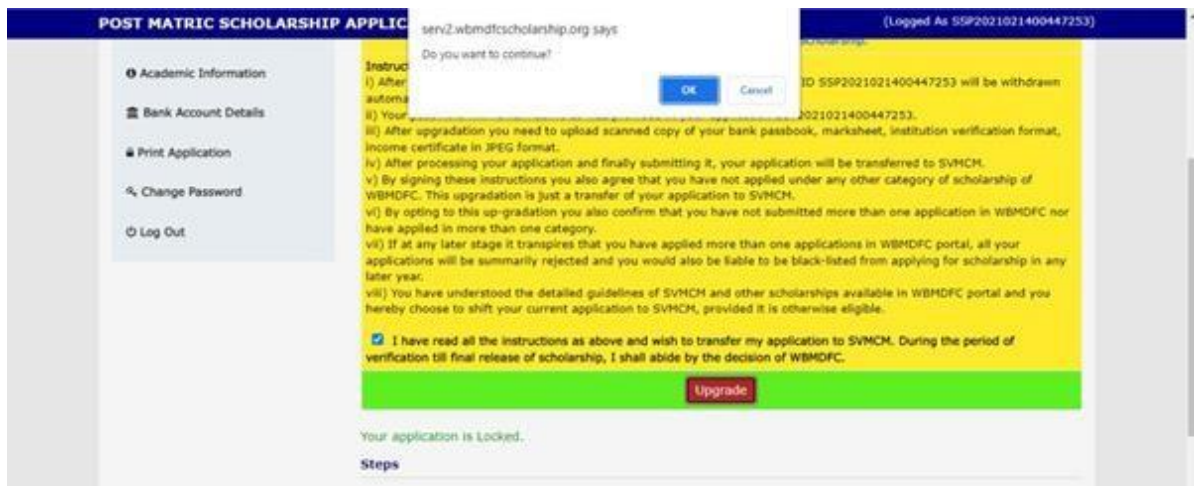 POST MATRIC SCHOLARSHIP APPLIC
(Logged As SSP2021021400447253)
serv2.wbmdfcscholarship.org says
Do you want to continue?
OK
Cancel
Academic Information
Bank Account Details
Print Application
Change Password
Log Out
scholarship.
Instruc
i) After ID SSP2021021400447253 will be withdrawn
automa
ii) Your 2021021400447253.
iii) After upgradation you need to upload scanned copy of your bank passbook, marksheet, institution verification format,
income certificate in JPEG format.
iv) After processing your application and finally submitting it, your application will be transferred to SVMCM.
v) By signing these instructions you also agree that you have not applied under any other category of scholarship of
WBMDFC. This upgradation is just a transfer of your application to SVMCM.
vi) By opting to this up-gradation you also confirm that you have not submitted more than one application in WBMDFC nor
have applied in more than one category.
vii) If at any later stage it transpires that you have applied more than one applications in WBMDFC portal, all your
applications will be summarily rejected and you would also be liable to be black-listed from applying for scholarship in any
later year.
viii) You have understood the detailed guidelines of SVMCM and other scholarships available in WBMDFC portal and you
hereby choose to shift your current application to SVMCM, provided it is otherwise eligible.
I have read all the instructions as above and wish to transfer my application to SVMCM. During the period of
verification till final release of scholarship, I shall abide by the decision of WBMDFC.
Upgrade
Your application is Locked.
Steps